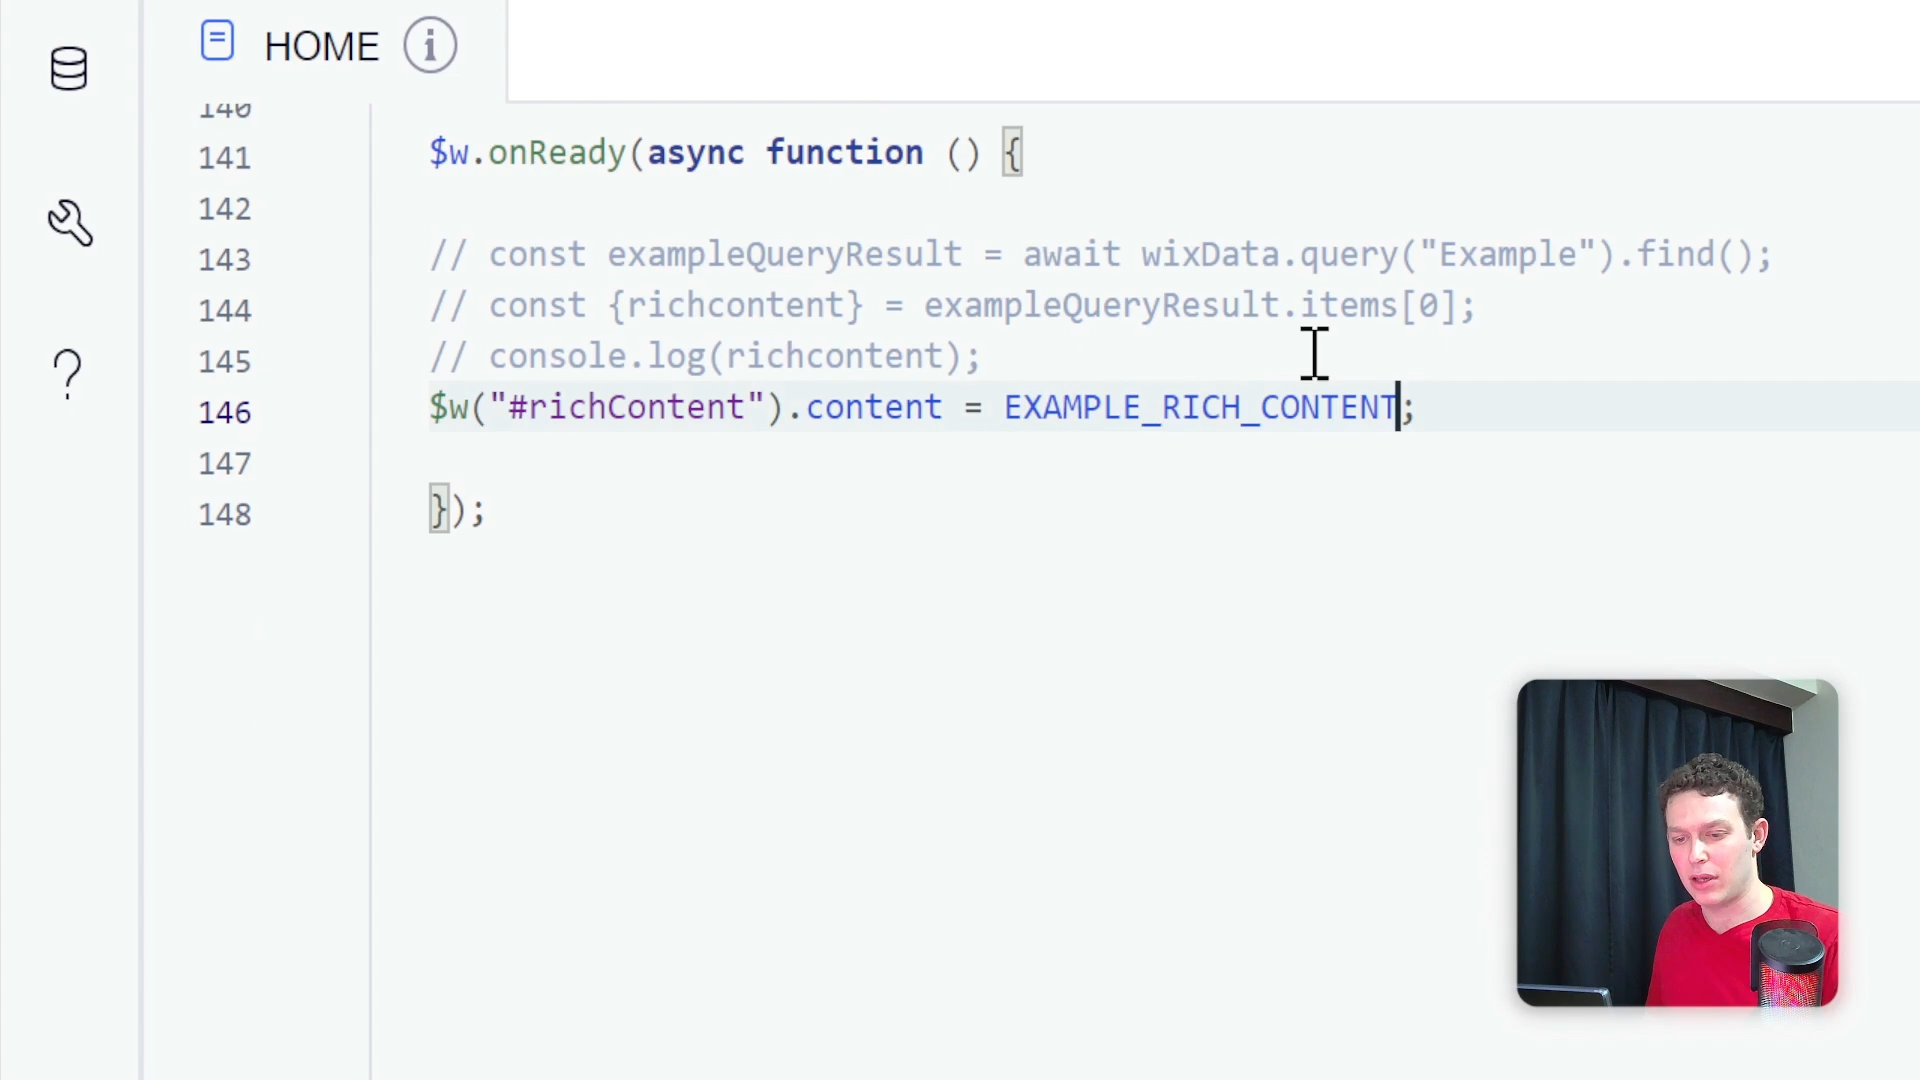 HOME
140
141 $w.onReady(async function () {
142
143 // const exampleQueryResult = await wixData.query("Example").find();
144 // const {richcontent} = exampleQueryResult.items[0];
145 // console.log(richcontent);
146 $w("#richContent").content = EXAMPLE_RICH_CONTENT;
147
148 });